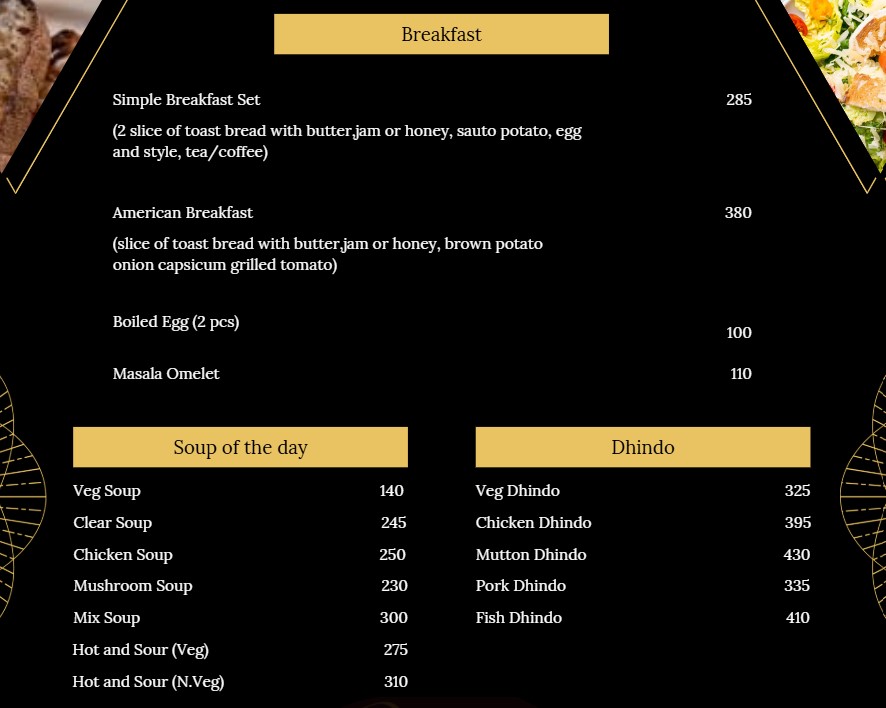 Breakfast
Simple Breakfast Set 285
(2 slice of toast bread with butter,jam or honey, sauto potato, egg
and style, tea/coffee)
American Breakfast 380
(slice of toast bread with butter,jam or honey, brown potato
onion capsicum grilled tomato)
Boiled Egg (2 pcs) 100
Masala Omelet 110
Soup of the day
Veg Soup 140
Clear Soup 245
Chicken Soup 250
Mushroom Soup 230
Mix Soup 300
Hot and Sour (Veg) 275
Hot and Sour (N.Veg) 310
Dhindo
Veg Dhindo 325
Chicken Dhindo 395
Mutton Dhindo 430
Pork Dhindo 335
Fish Dhindo 410